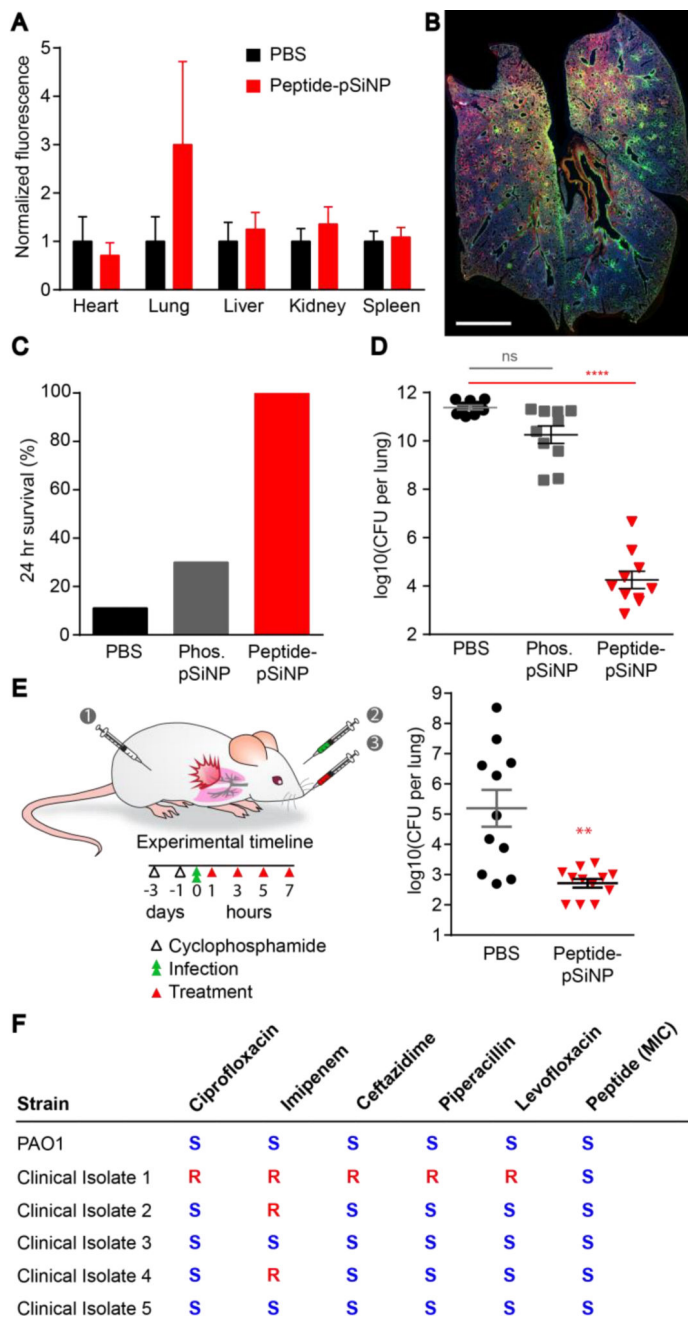 A
PBS
Peptide-pSiNP
Normalized fluorescence
5
4
3
2
1
0
Heart Lung Liver Kidney Spleen
B
C
24 hr survival (%)
100
80
60
40
20
0
PBS Phos. Peptide-
pSiNP pSiNP
D
ns
****
log10(CFU per lung)
12
10
8
6
4
2
PBS Phos. Peptide-
pSiNP pSiNP
E
1
2
3
Experimental timeline
-3 -1 0 1 3 5 7
days hours
Cyclophosphamide
Infection
Treatment
log10(CFU per lung)
9
8
7
6
5
4
3
2
1
**
PBS Peptide-
pSiNP
F
Strain Ciprofloxacin Imipenem Ceftazidime Piperacillin Levofloxacin Peptide (MIC)
PAO1 S S S S S S
Clinical Isolate 1 R R R R R S
Clinical Isolate 2 S R S S S S
Clinical Isolate 3 S S S S S S
Clinical Isolate 4 S R S S S S
Clinical Isolate 5 S S S S S S